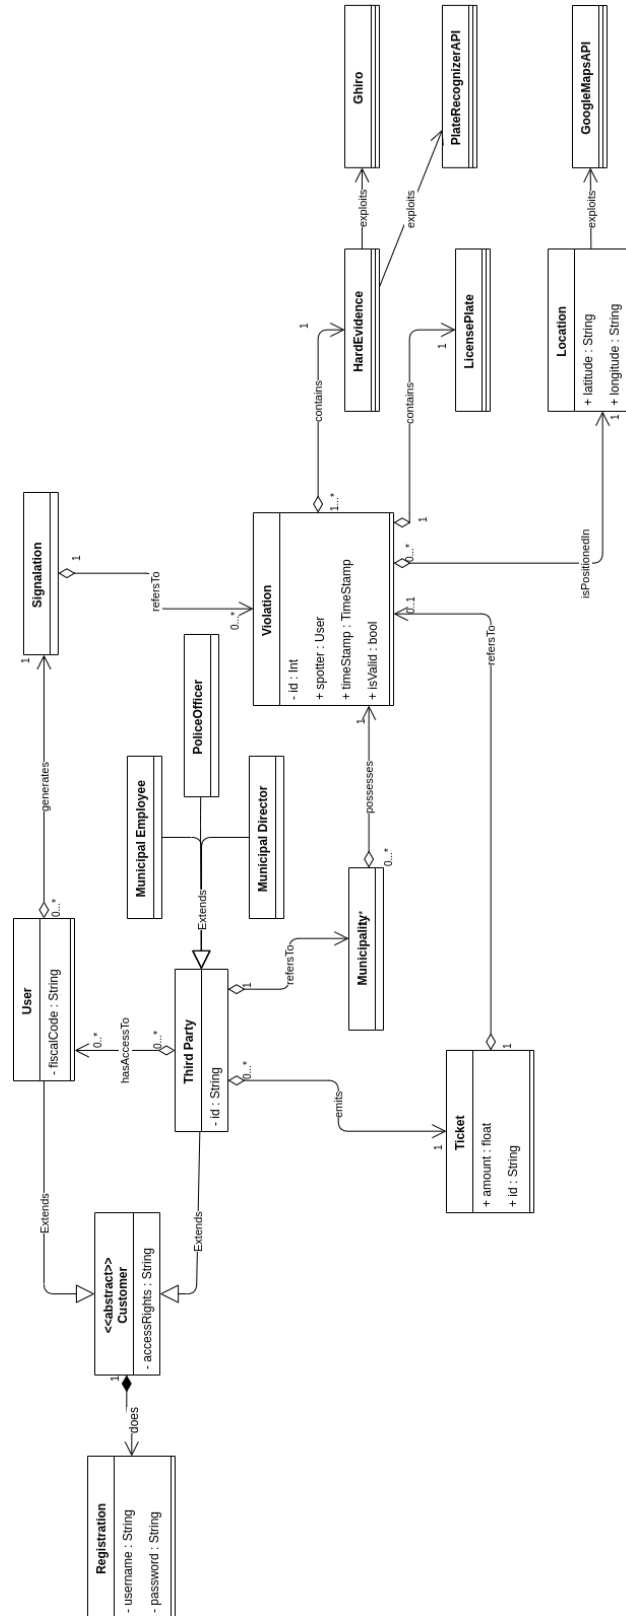 Registration
- username : String
- password : String
does
1
<<abstract>>
Customer
- accessRights : String
Extends
Extends
User
- fiscalCode : String
0...*
generates
1
Signalation
1
refersTo
0...*
hasAccessTo
0..*
0...*
Third Party
- id : String
Extends
Municipal Employee
PoliceOfficer
Municipal Director
1
refersTo
Municipality*
0...*
possesses
1
0...*
emits
1
Ticket
+ amount : float
+ id : String
1
refersTo
0...1
Violation
- id : Int
+ spotter : User
+ timeStamp : TimeStamp
+ isValid : bool
1...*
contains
1
HardEvidence
exploits
Ghiro
exploits
PlateRecognizerAPI
1
contains
1
LicensePlate
0...*
isPositionedIn
1
Location
+ latitude : String
+ longitude : String
exploits
GoogleMapsAPI